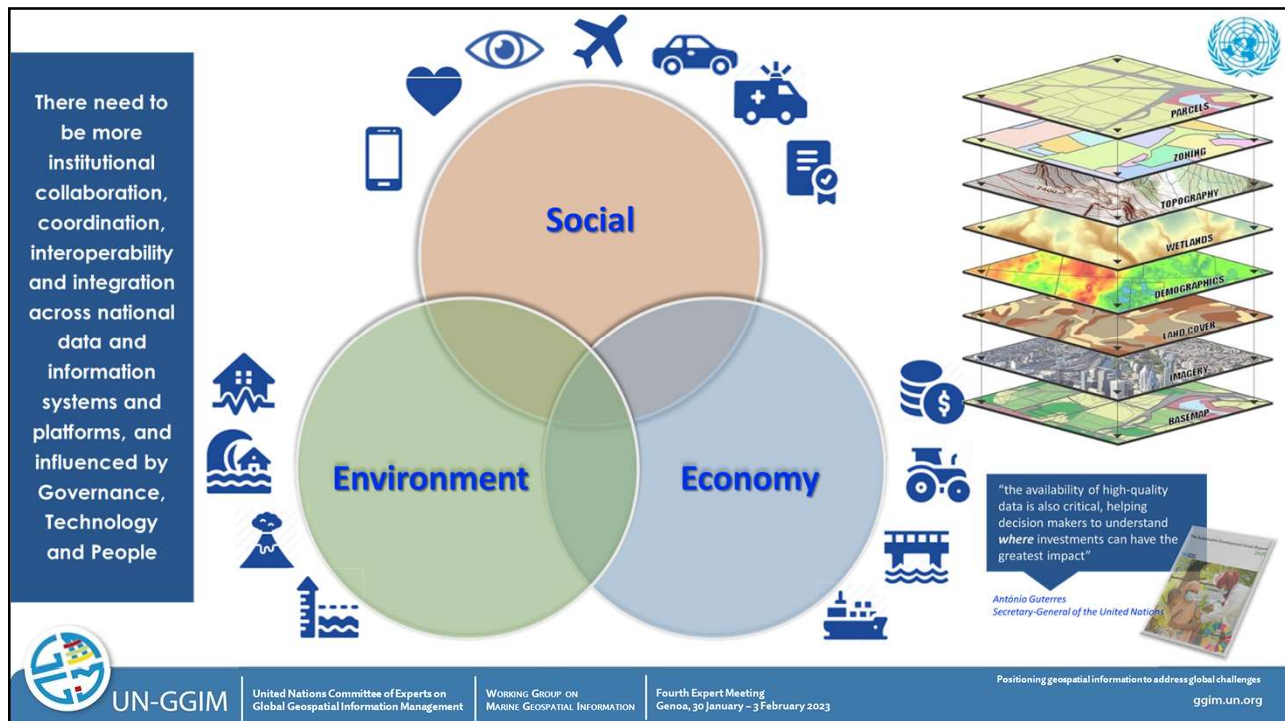 There need to
be more
institutional
collaboration,
coordination,
interoperability
and integration
across national
data and
information
systems and
platforms, and
influenced by
Governance,
Technology
and People
Social
Environment
Economy
PARCELS
ZONING
TOPOGRAPHY
WETLANDS
DEMOGRAPHICS
LAND COVER
IMAGERY
BASEMAP
“the availability of high-quality
data is also critical, helping
decision makers to understand
where investments can have the
greatest impact”
António Guterres
Secretary-General of the United Nations
UN-GGIM
United Nations Committee of Experts on
Global Geospatial Information Management
WORKING GROUP ON
MARINE GEOSPATIAL INFORMATION
Fourth Expert Meeting
Genoa, 30 January – 3 February 2023
Positioning geospatial information to address global challenges
ggim.un.org